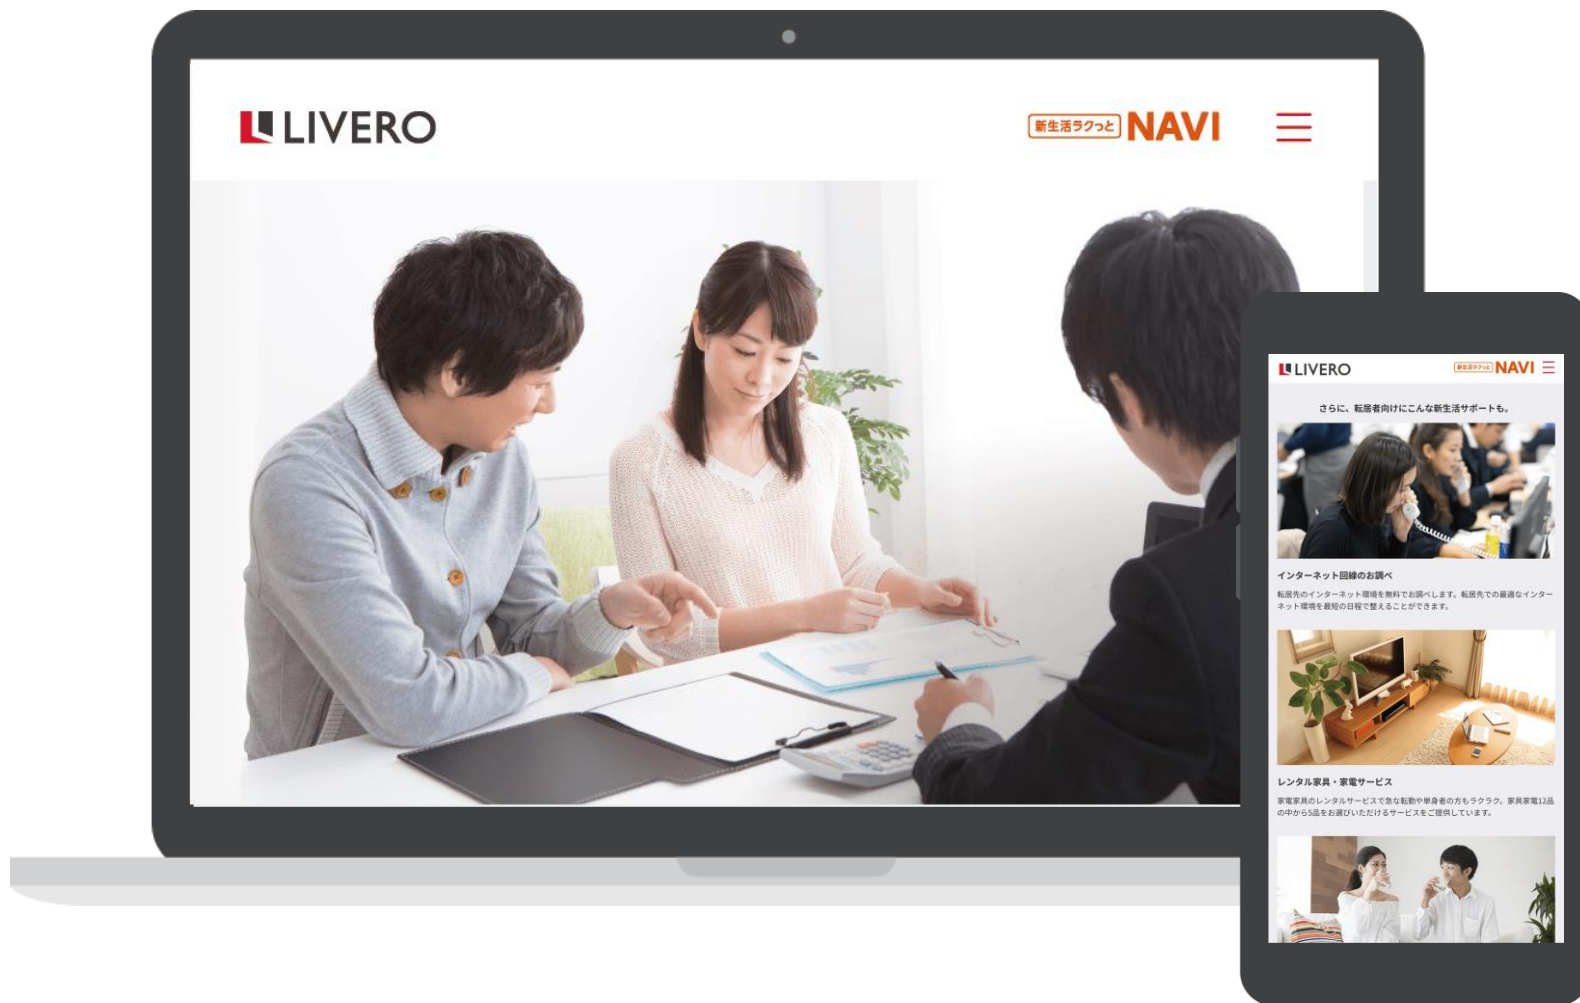 LIVERO
新生活ラクっと NAVI
LIVERO
新生活ラクっと NAVI
さらに、転居者向けにこんな新生活サポートも。
インターネット回線のお調べ
転居先のインターネット環境を無料でお調べします。転居先での最適なインター
ネット環境を最短の日程で整えることができます。
レンタル家具・家電サービス
家電家具のレンタルサービスで急な転勤や単身者の方もラクラク。家具家電12品
の中から5品をお選びいただけるサービスをご提供しています。